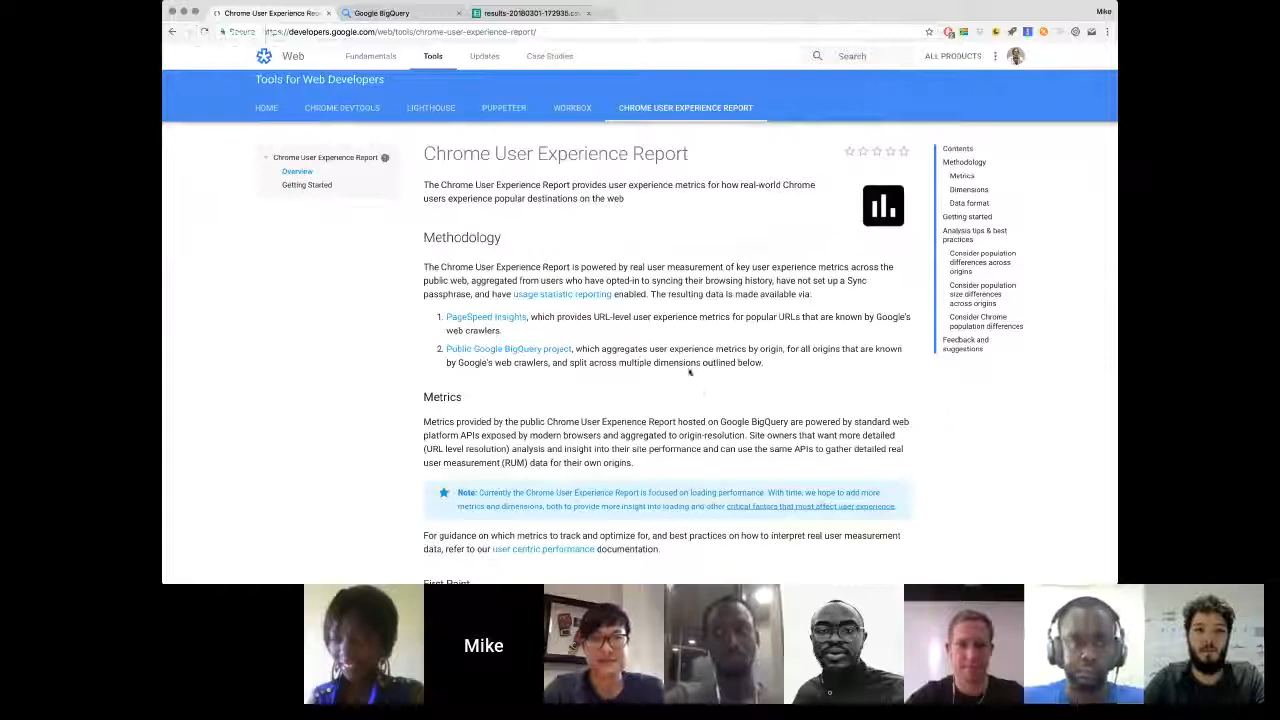 Chrome User Experience Repo
Google BigQuery
results-20180301-172935.cs
Mike
Secure
https://developers.google.com/web/tools/chrome-user-experience-report/
Web
Fundamentals
Tools
Updates
Case Studies
Search
ALL PRODUCTS
Tools for Web Developers
HOME
CHROME DEVTOOLS
LIGHTHOUSE
PUPPETEER
WORKBOX
CHROME USER EXPERIENCE REPORT
Chrome User Experience Report
Overview
Getting Started
Chrome User Experience Report
The Chrome User Experience Report provides user experience metrics for how real-world Chrome
users experience popular destinations on the web
Methodology
The Chrome User Experience Report is powered by real user measurement of key user experience metrics across the
public web, aggregated from users who have opted-in to syncing their browsing history, have not set up a Sync
passphrase, and have usage statistic reporting enabled. The resulting data is made available via:
1. PageSpeed Insights, which provides URL-level user experience metrics for popular URLs that are known by Google's
web crawlers.
2. Public Google BigQuery project, which aggregates user experience metrics by origin, for all origins that are known
by Google's web crawlers, and split across multiple dimensions outlined below.
Metrics
Metrics provided by the public Chrome User Experience Report hosted on Google BigQuery are powered by standard web
platform APIs exposed by modern browsers and aggregated to origin-resolution. Site owners that want more detailed
(URL level resolution) analysis and insight into their site performance and can use the same APIs to gather detailed real
user measurement (RUM) data for their own origins.
Note: Currently the Chrome User Experience Report is focused on loading performance. With time, we hope to add more
metrics and dimensions, both to provide more insight into loading and other critical factors that most affect user experience.
For guidance on which metrics to track and optimize for, and best practices on how to interpret real user measurement
data, refer to our user centric performance documentation.
First Paint
Contents
Methodology
Metrics
Dimensions
Data format
Getting started
Analysis tips & best
practices
Consider population
differences across
origins
Consider population
size differences
across origins
Consider Chrome
population differences
Feedback and
suggestions
Mike